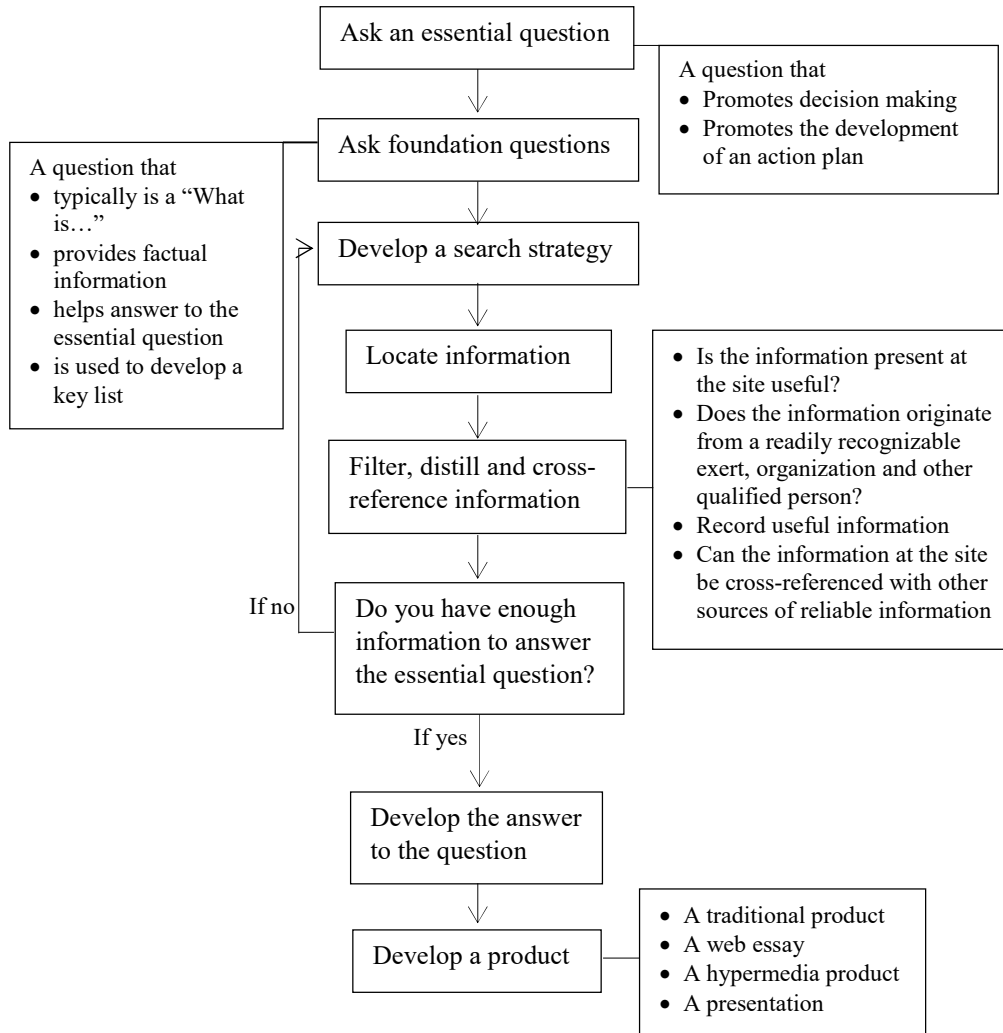 Ask an essential question
A question that
• Promotes decision making
• Promotes the development
of an action plan
Ask foundation questions
A question that
• typically is a “What
is…”
• provides factual
information
• helps answer to the
essential question
• is used to develop a
key list
Develop a search strategy
Locate information
Filter, distill and cross-
reference information
• Is the information present at
the site useful?
• Does the information originate
from a readily recognizable
exert, organization and other
qualified person?
• Record useful information
• Can the information at the site
be cross-referenced with other
sources of reliable information
If no
Do you have enough
information to answer
the essential question?
If yes
Develop the answer
to the question
Develop a product
• A traditional product
• A web essay
• A hypermedia product
• A presentation